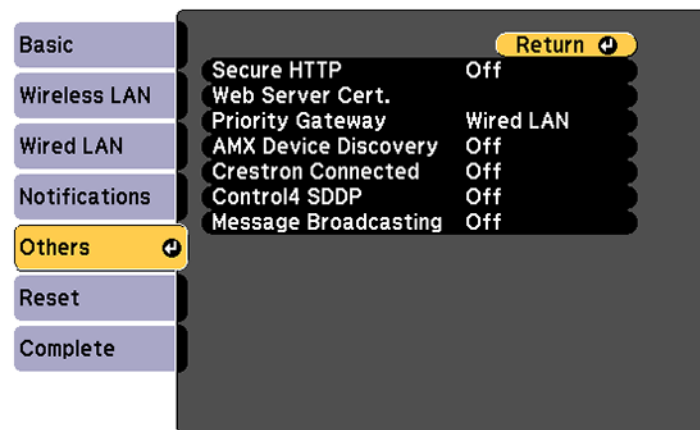 Basic
Wireless LAN
Wired LAN
Notifications
Others
Reset
Complete
Return
Secure HTTP Off
Web Server Cert.
Priority Gateway Wired LAN
AMX Device Discovery Off
Crestron Connected Off
Control4 SDDP Off
Message Broadcasting Off